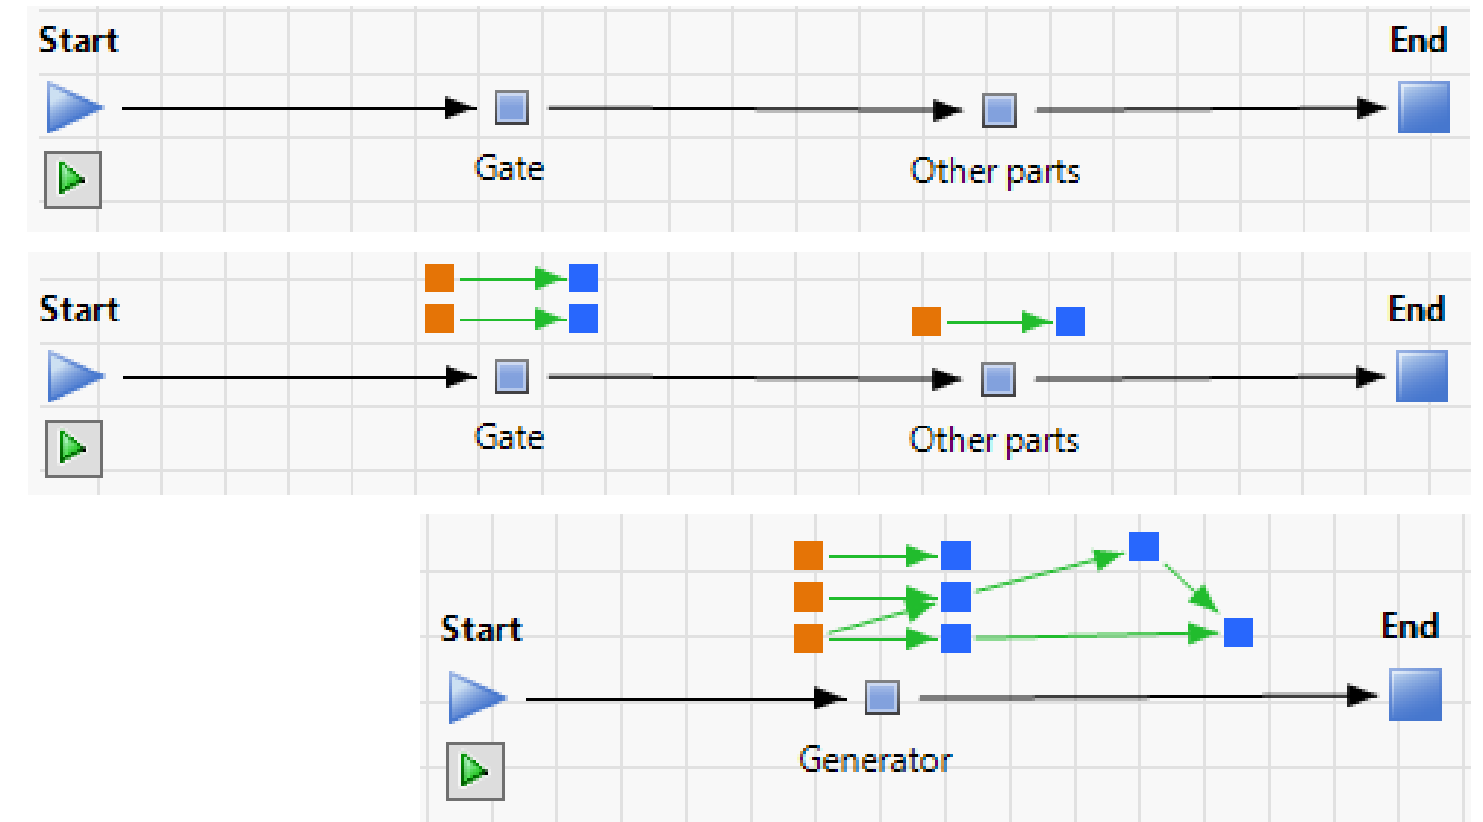 Start
End
Gate
Other parts
Start
End
Gate
Other parts
Start
End
Generator